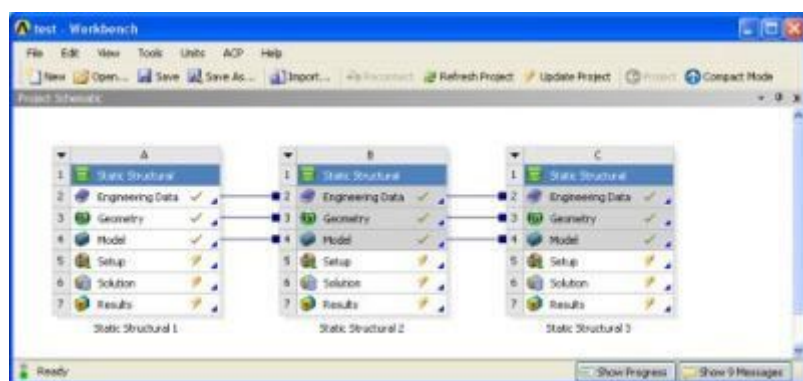 test - Workbench
File Edit View Tools Units ACP Help
New Open... Save Save As... Import... Reconnect Refresh Project Update Project Project Compact Mode
Project Schematic
A B C
1 Static Structural 1 Static Structural 1 Static Structural
2 Engineering Data 2 Engineering Data 2 Engineering Data
3 Geometry 3 Geometry 3 Geometry
4 Model 4 Model 4 Model
5 Setup 5 Setup 5 Setup
6 Solution 6 Solution 6 Solution
7 Results 7 Results 7 Results
Static Structural 1 Static Structural 2 Static Structural 3
Ready Show Progress Show 9 Messages